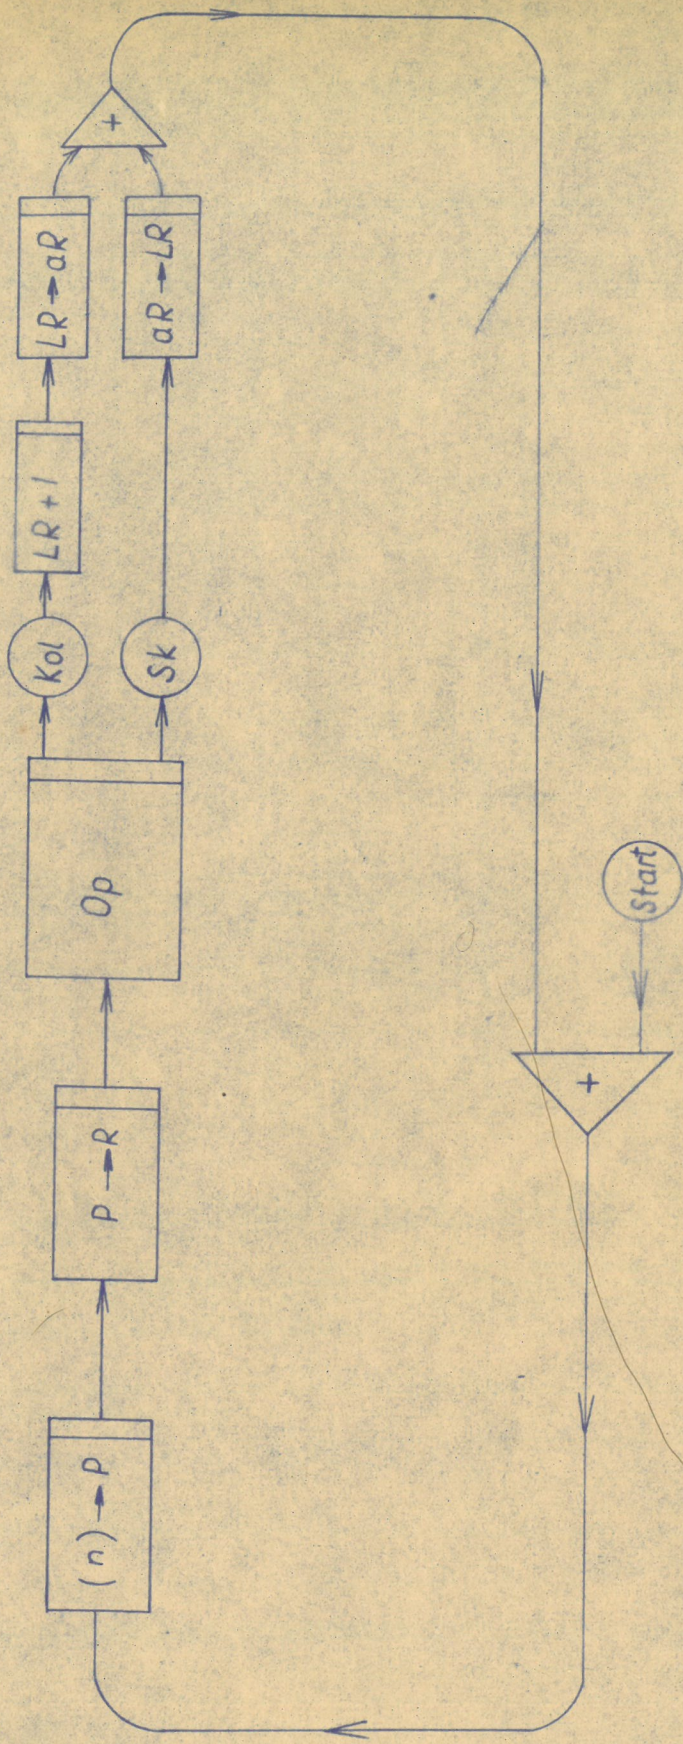 (n) → P
P → R
Op
Kol
Sk
LR + 1
LR → aR
aR → LR
+
Start
+